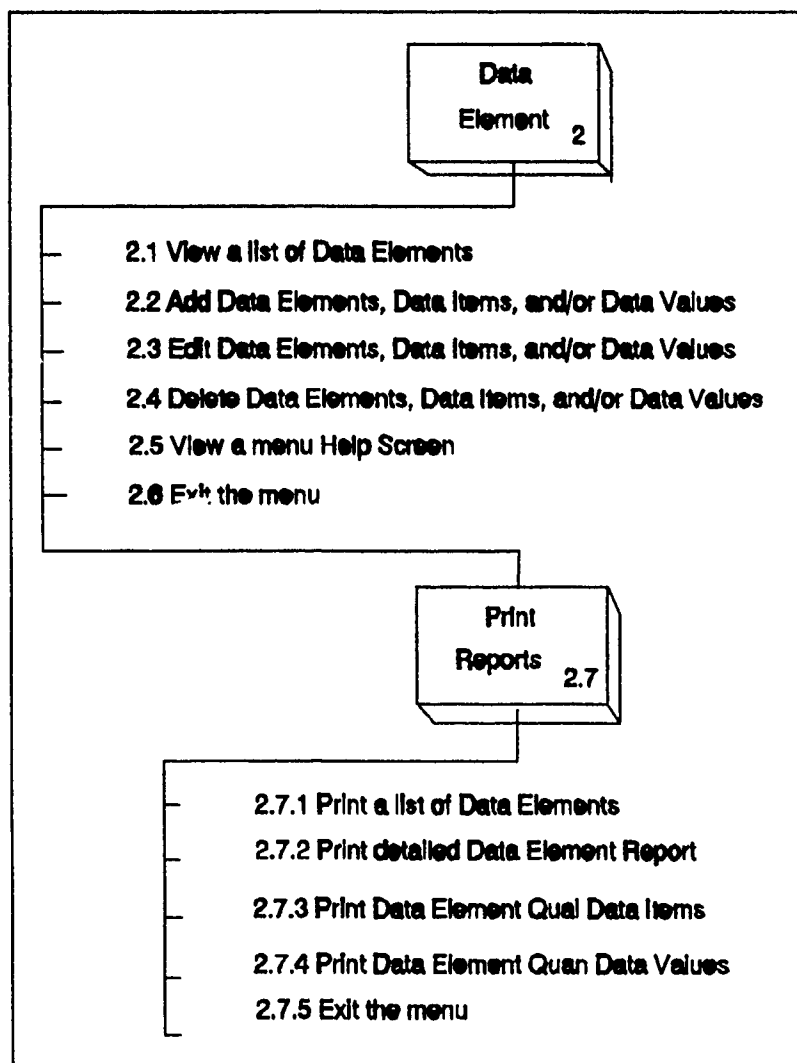 Data
Element 2
2.1 View a list of Data Elements
2.2 Add Data Elements, Data Items, and/or Data Values
2.3 Edit Data Elements, Data Items, and/or Data Values
2.4 Delete Data Elements, Data Items, and/or Data Values
2.5 View a menu Help Screen
2.6 Exit the menu
Print
Reports 2.7
2.7.1 Print a list of Data Elements
2.7.2 Print detailed Data Element Report
2.7.3 Print Data Element Qual Data Items
2.7.4 Print Data Element Quan Data Values
2.7.5 Exit the menu